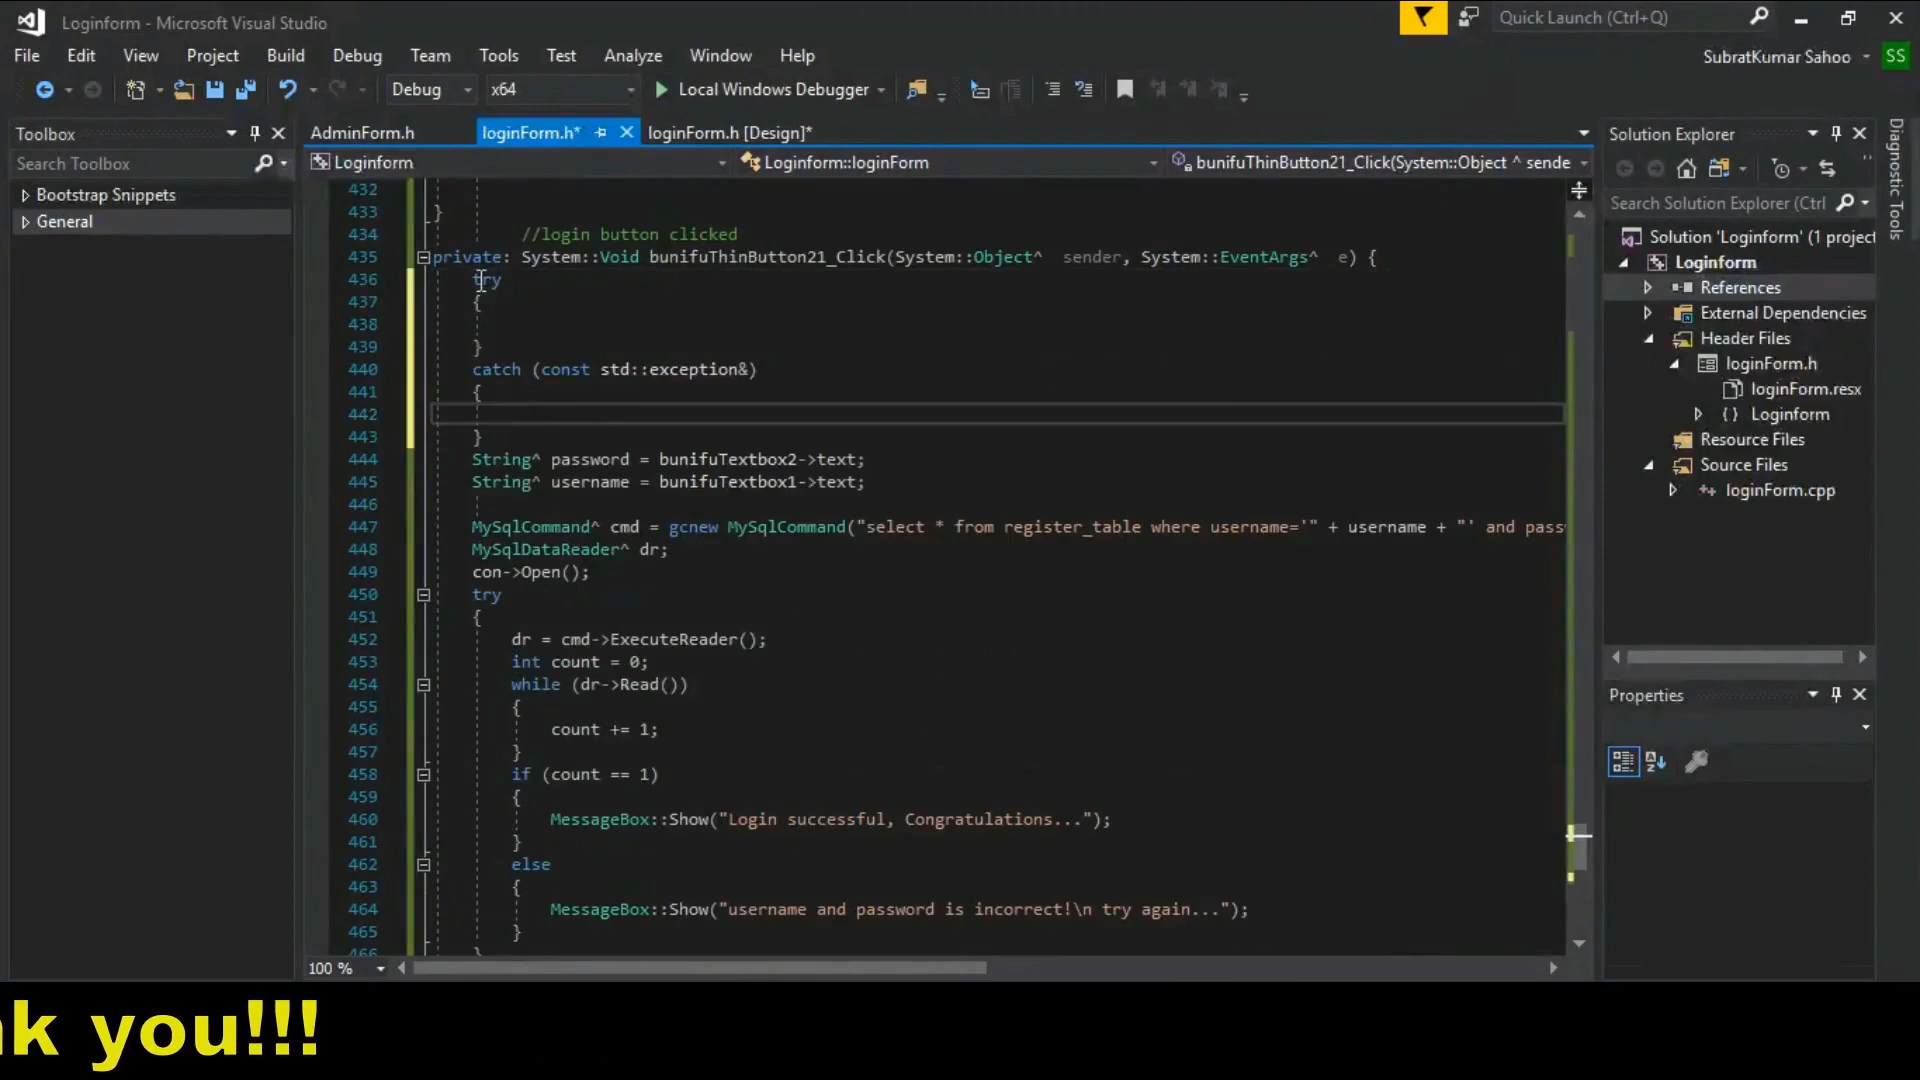 Loginform - Microsoft Visual Studio
Quick Launch (Ctrl+Q)
File Edit View Project Build Debug Team Tools Test Analyze Window Help
SubratKumar Sahoo SS
Debug x64 Local Windows Debugger
Toolbox
Search Toolbox
Bootstrap Snippets
General
AdminForm.h loginForm.h* loginForm.h [Design]*
Loginform Loginform::loginForm bunifuThinButton21_Click(System::Object ^ sende
432
433 }
434 //login button clicked
435 private: System::Void bunifuThinButton21_Click(System::Object^ sender, System::EventArgs^ e) {
436 try
437 {
438
439 }
440 catch (const std::exception&)
441 {
442
443 }
444 String^ password = bunifuTextbox2->text;
445 String^ username = bunifuTextbox1->text;
446
447 MySqlCommand^ cmd = gcnew MySqlCommand("select * from register_table where username='" + username + "' and pass
448 MySqlDataReader^ dr;
449 con->Open();
450 try
451 {
452 dr = cmd->ExecuteReader();
453 int count = 0;
454 while (dr->Read())
455 {
456 count += 1;
457 }
458 if (count == 1)
459 {
460 MessageBox::Show("Login successful, Congratulations...");
461 }
462 else
463 {
464 MessageBox::Show("username and password is incorrect!\n try again...");
465 }
466 }
100 %
Solution Explorer
Search Solution Explorer (Ctrl
Solution 'Loginform' (1 project
Loginform
References
External Dependencies
Header Files
loginForm.h
loginForm.resx
{ } Loginform
Resource Files
Source Files
loginForm.cpp
Properties
Diagnostic Tools
nk you!!!